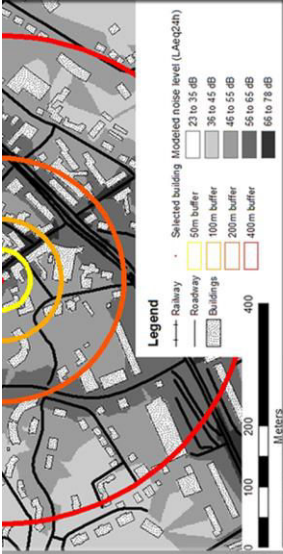 Legend
Railway
Roadway
Buildings
Selected building
50m buffer
100m buffer
200m buffer
400m buffer
Modeled noise level (LAeq24h)
23 to 35 dB
36 to 45 dB
46 to 55 dB
56 to 65 dB
66 to 78 dB
0 100 200 400
Meters